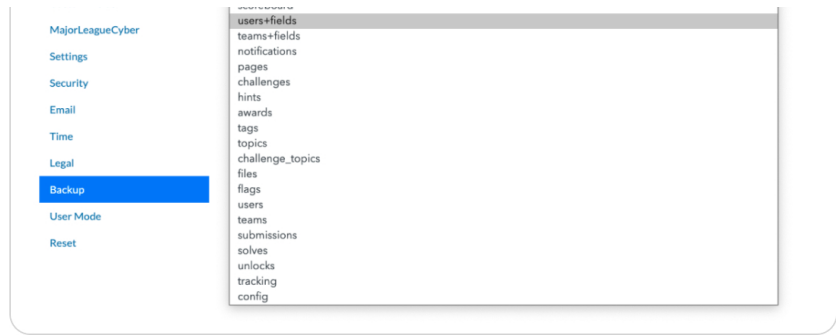 MajorLeagueCyber
Settings
Security
Email
Time
Legal
Backup
User Mode
Reset
scoreboard
users+fields
teams+fields
notifications
pages
challenges
hints
awards
tags
topics
challenge_topics
files
flags
users
teams
submissions
solves
unlocks
tracking
config